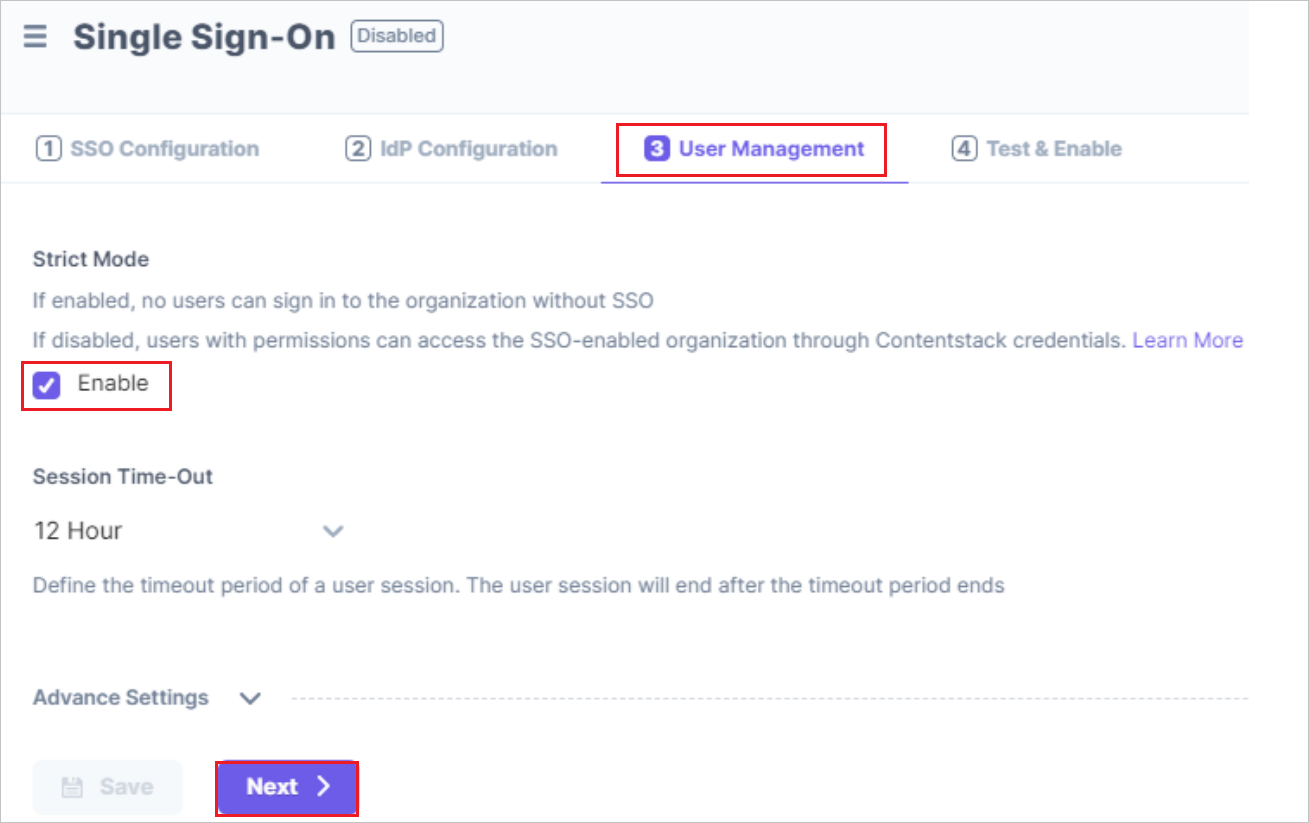 Single Sign-On Disabled
1 SSO Configuration 2 IdP Configuration 3 User Management 4 Test & Enable
Strict Mode
If enabled, no users can sign in to the organization without SSO
If disabled, users with permissions can access the SSO-enabled organization through Contentstack credentials. Learn More
Enable
Session Time-Out
12 Hour
Define the timeout period of a user session. The user session will end after the timeout period ends
Advance Settings
Save Next